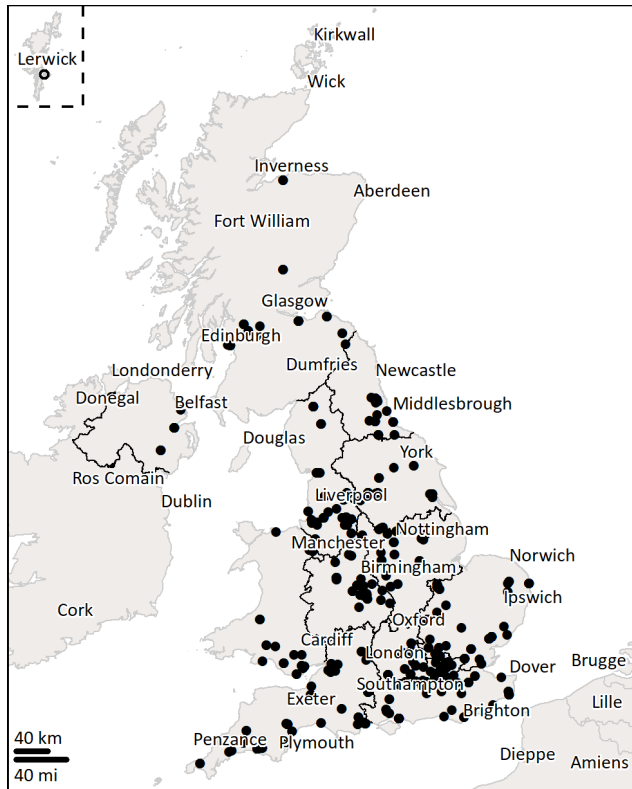 Kirkwall
Lerwick
Wick
Inverness
Aberdeen
Fort William
Glasgow
Edinburgh
Dumfries
Newcastle
Londonderry
Donegal
Belfast
Middlesbrough
Douglas
York
Ros Comain
Liverpool
Dublin
Nottingham
Manchester
Norwich
Birmingham
Ipswich
Cork
Oxford
Cardiff
London
Brugge
Dover
Southampton
Exeter
Lille
Brighton
Penzance
Plymouth
40 km
Dieppe
Amiens
40 mi